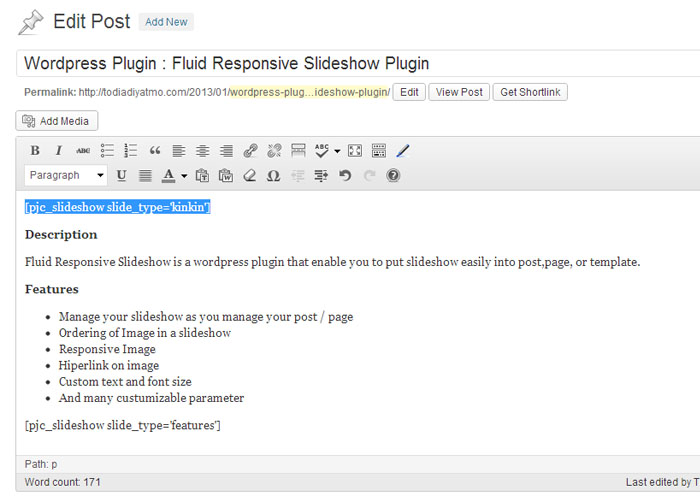 Edit Post Add New
Wordpress Plugin : Fluid Responsive Slideshow Plugin
Permalink: http://todiadiyatmo.com/2013/01/wordpress-plug…ideshow-plugin/ Edit View Post Get Shortlink
Add Media
B I ABC ABC
Paragraph U A T W Ω ?
[pjc_slideshow slide_type='kinkin']
Description
Fluid Responsive Slideshow is a wordpress plugin that enable you to put slideshow easily into post,page, or template.
Features
Manage your slideshow as you manage your post / page
Ordering of Image in a slideshow
Responsive Image
Hiperlink on image
Custom text and font size
And many custumizable parameter
[pjc_slideshow slide_type='features']
Path: p
Word count: 171 Last edited by T